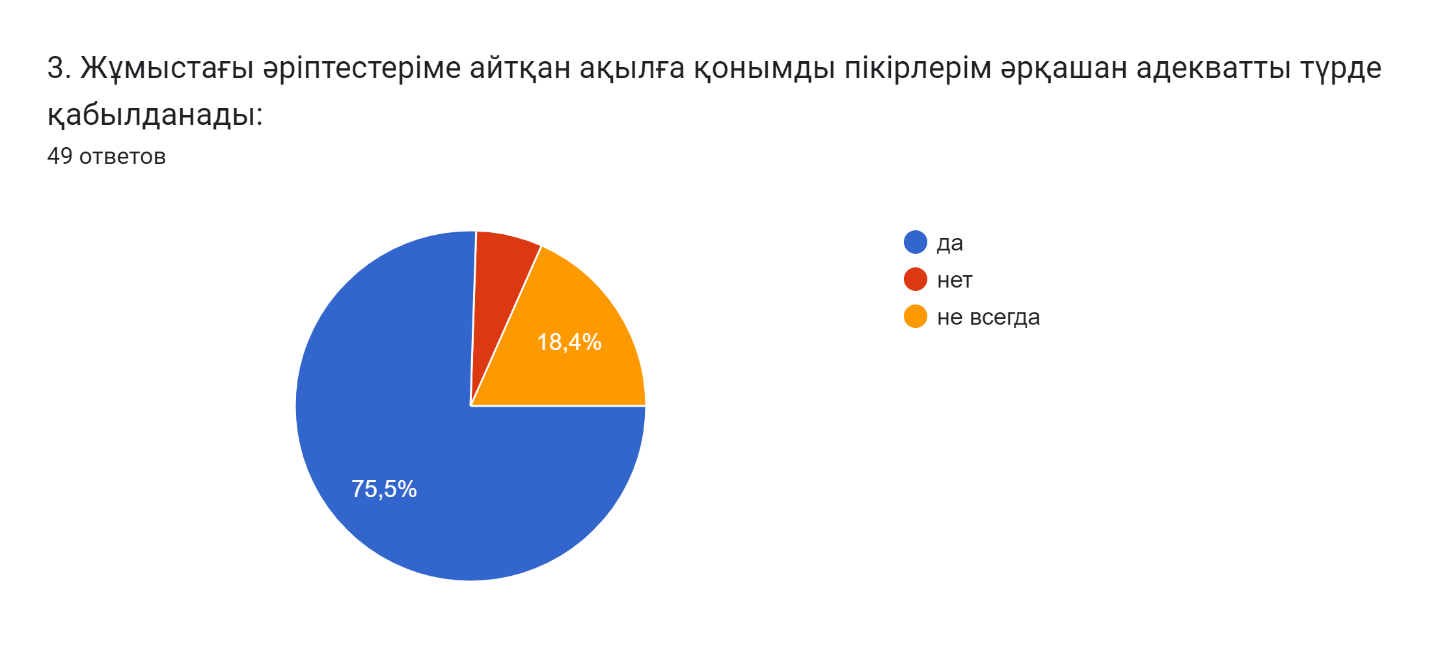 3. Жұмыстағы әріптестеріме айтқан ақылға қонымды пікірлерім әрқашан адекватты түрде
қабылданады:
49 ответов
да
нет
не всегда
18,4%
75,5%